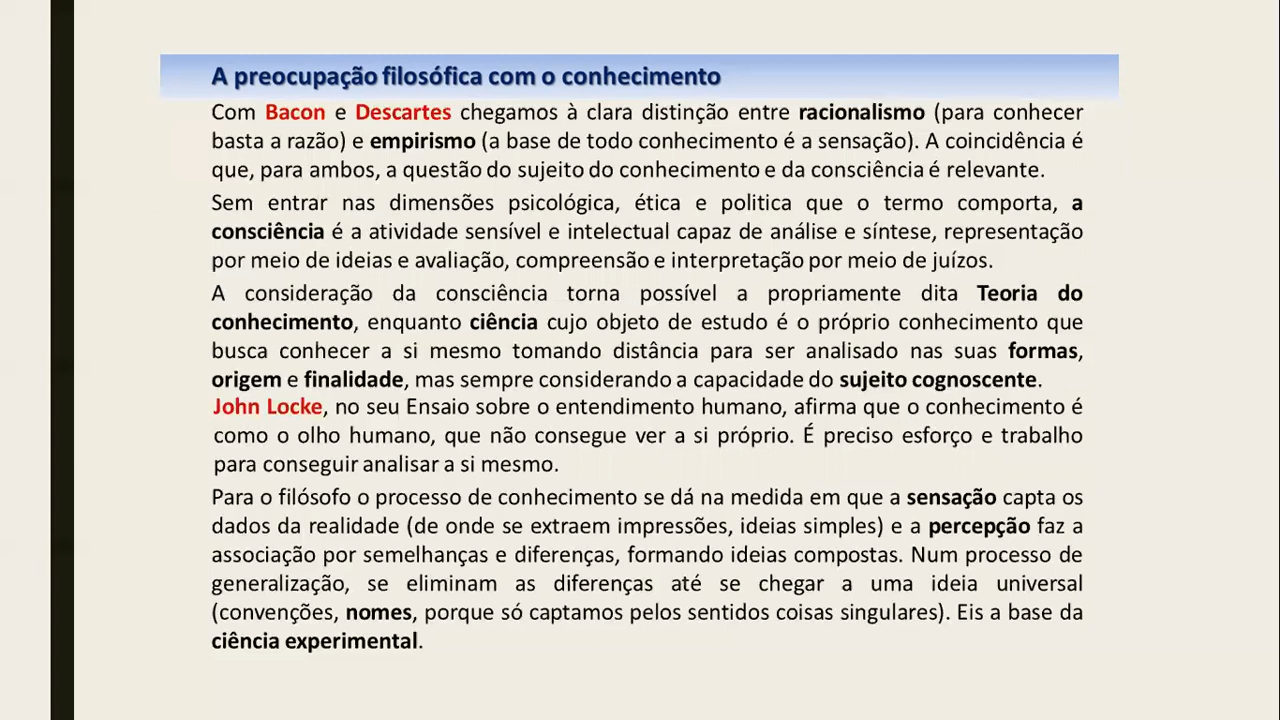 A preocupação filosófica com o conhecimento
Com Bacon e Descartes chegamos à clara distinção entre racionalismo (para conhecer
basta a razão) e empirismo (a base de todo conhecimento é a sensação). A coincidência é
que, para ambos, a questão do sujeito do conhecimento e da consciência é relevante.
Sem entrar nas dimensões psicológica, ética e politica que o termo comporta, a
consciência é a atividade sensível e intelectual capaz de análise e síntese, representação
por meio de ideias e avaliação, compreensão e interpretação por meio de juízos.
A consideração da consciência torna possível a propriamente dita Teoria do
conhecimento, enquanto ciência cujo objeto de estudo é o próprio conhecimento que
busca conhecer a si mesmo tomando distância para ser analisado nas suas formas,
origem e finalidade, mas sempre considerando a capacidade do sujeito cognoscente.
John Locke, no seu Ensaio sobre o entendimento humano, afirma que o conhecimento é
como o olho humano, que não consegue ver a si próprio. É preciso esforço e trabalho
para conseguir analisar a si mesmo.
Para o filósofo o processo de conhecimento se dá na medida em que a sensação capta os
dados da realidade (de onde se extraem impressões, ideias simples) e a percepção faz a
associação por semelhanças e diferenças, formando ideias compostas. Num processo de
generalização, se eliminam as diferenças até se chegar a uma ideia universal
(convenções, nomes, porque só captamos pelos sentidos coisas singulares). Eis a base da
ciência experimental.